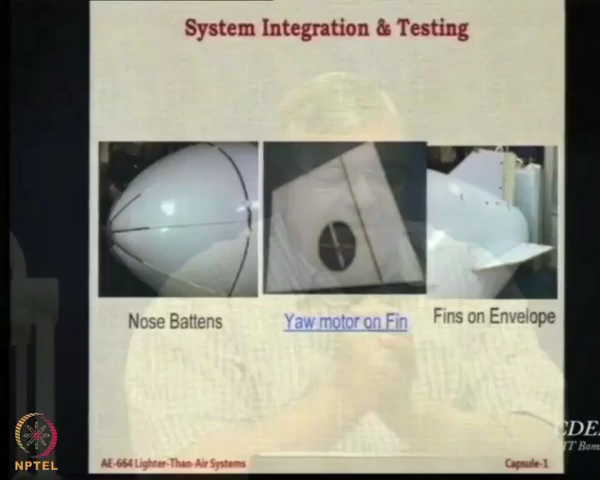 System Integration & Testing
Nose Battens
Yaw motor on Fin
Fins on Envelope
NPTEL
AE-664 Lighter-Than-Air Systems
Capsule-1
CDE
IT Bom